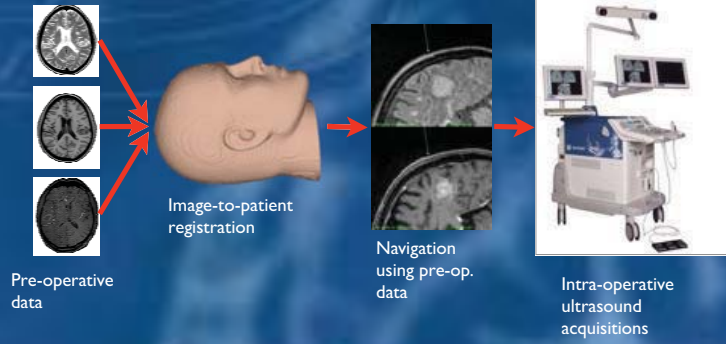 Pre-operative
data
Image-to-patient
registration
Navigation
using pre-op.
data
Intra-operative
ultrasound
acquisitions